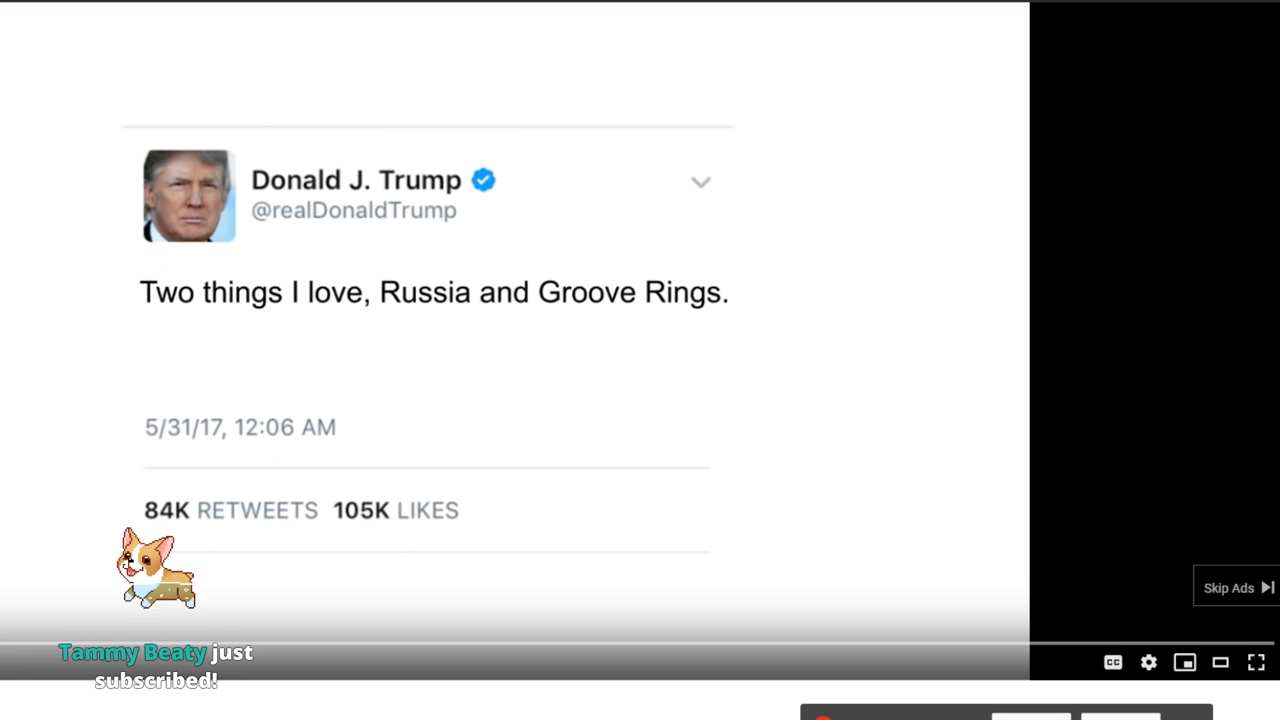 Donald J. Trump
@realDonaldTrump
Two things I love, Russia and Groove Rings.
5/31/17, 12:06 AM
84K RETWEETS 105K LIKES
Skip Ads
Tammy Beaty just
subscribed!
CC